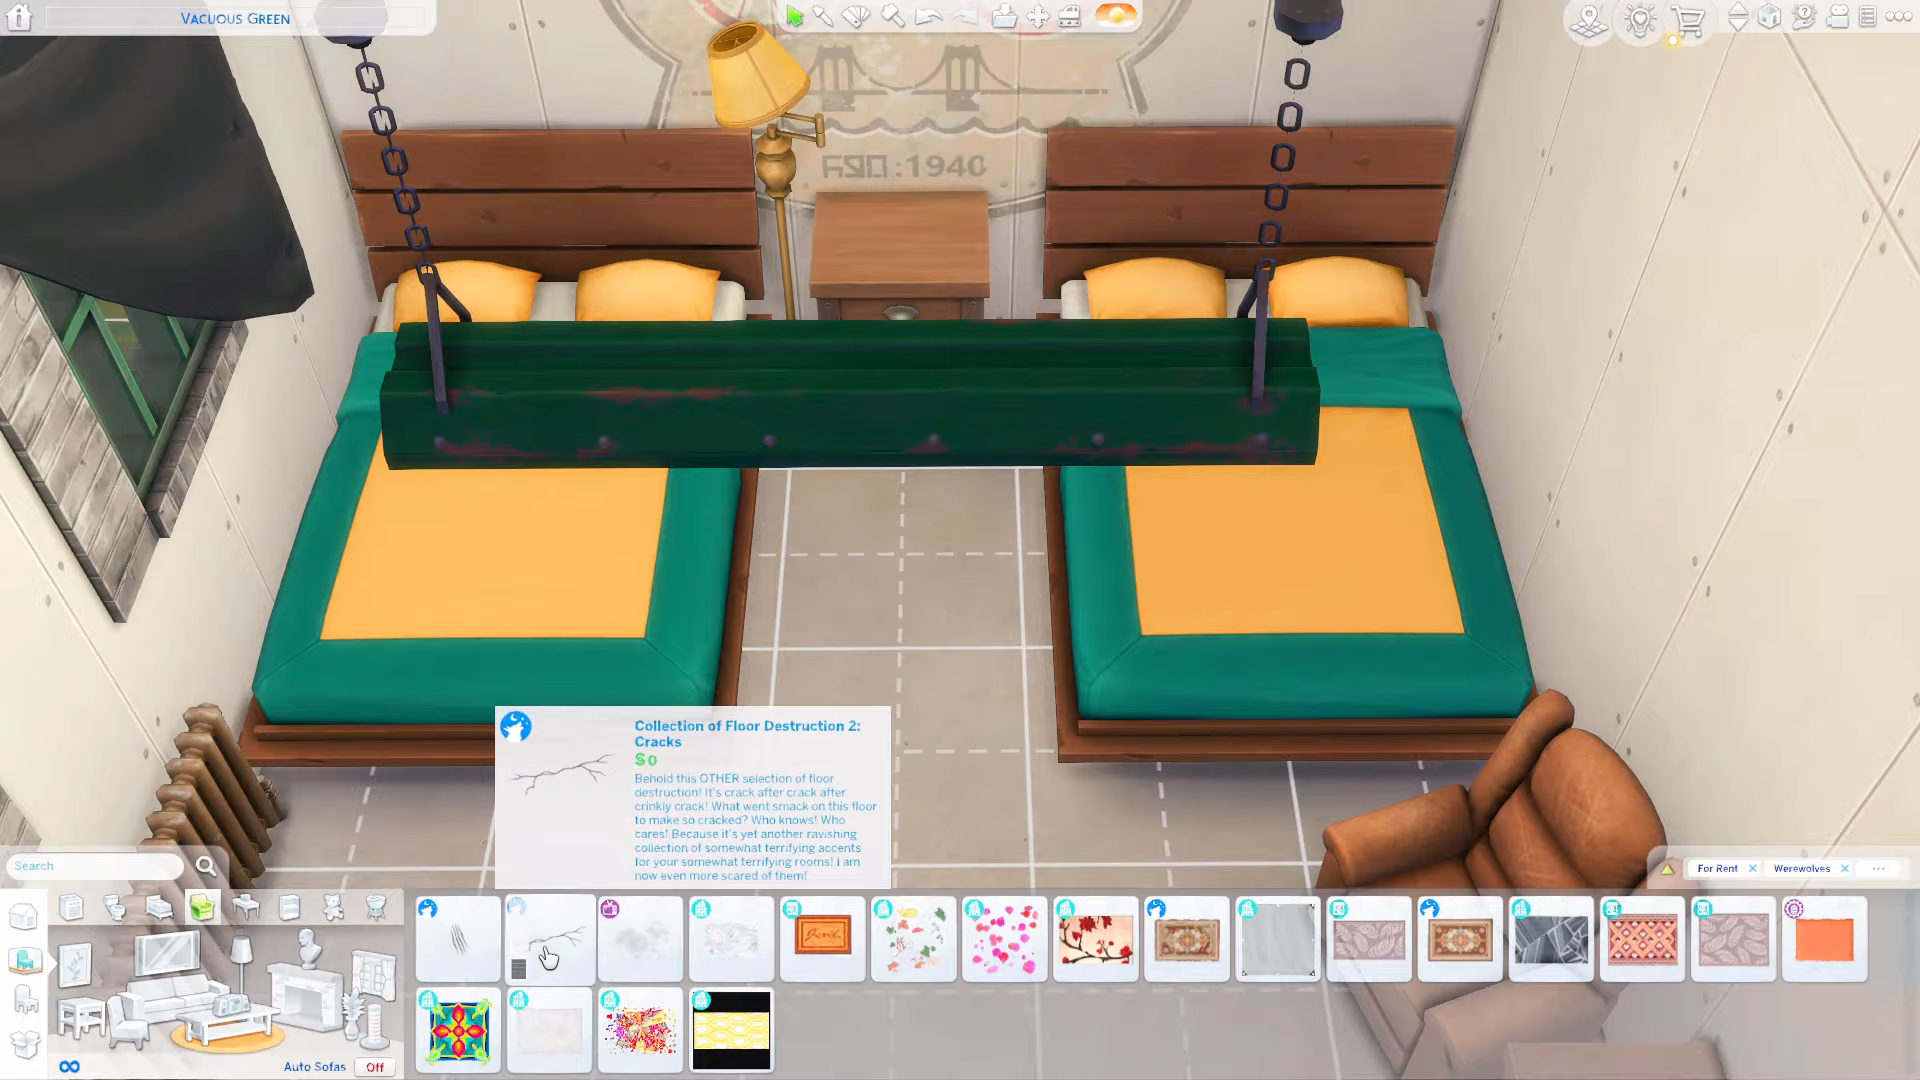 Vacuous Green
:1940
Collection of Floor Destruction 2:
Cracks
$0
Behold this OTHER selection of floor
destruction! It's crack after crack after
crinkly crack! What went smack on this floor
to make so cracked? Who knows! Who
cares! Because it's yet another ravishing
collection of somewhat terrifying accents
for your somewhat terrifying rooms! I am
now even more scared of them!
Search
For Rent
Werewolves
Auto Sofas
Off